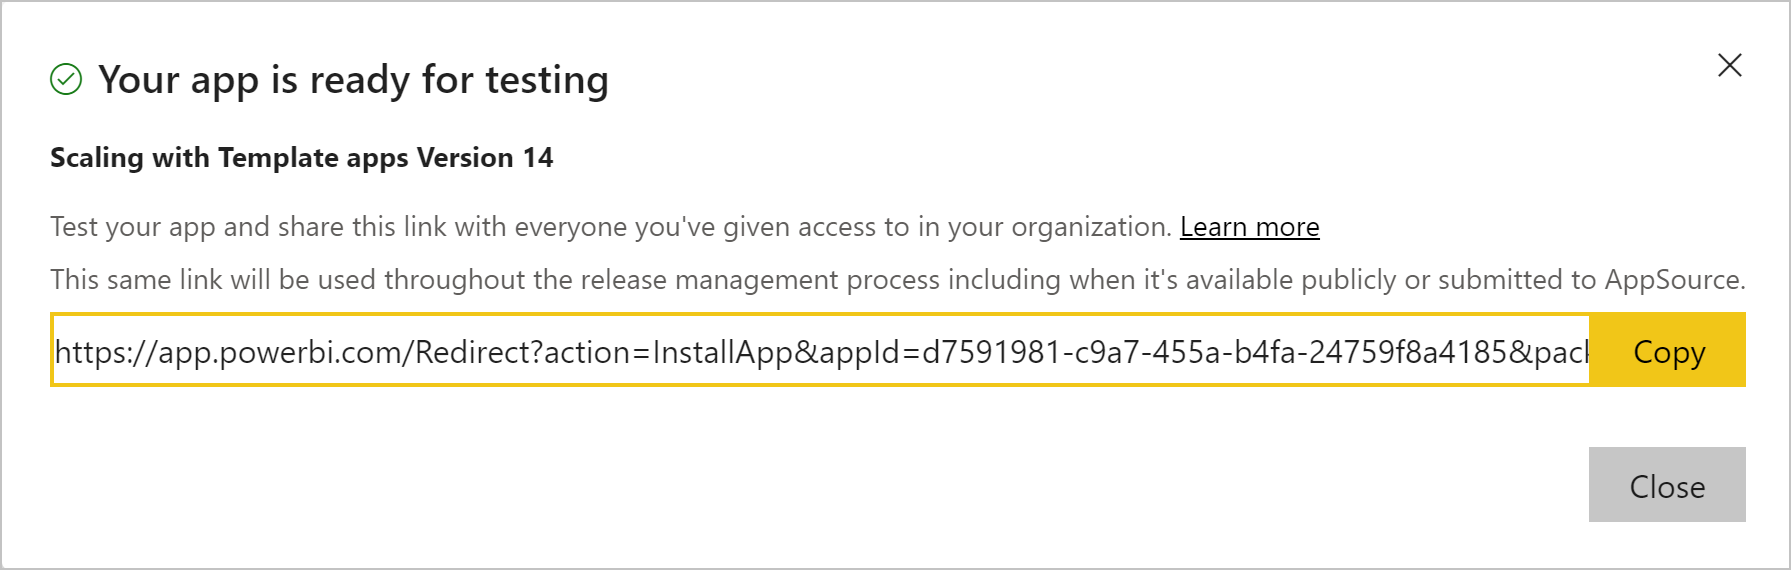 Your app is ready for testing
Scaling with Template apps Version 14
Test your app and share this link with everyone you've given access to in your organization. Learn more
This same link will be used throughout the release management process including when it's available publicly or submitted to AppSource.
https://app.powerbi.com/Redirect?action=InstallApp&appId=d7591981-c9a7-455a-b4fa-24759f8a4185&pack Copy
Close